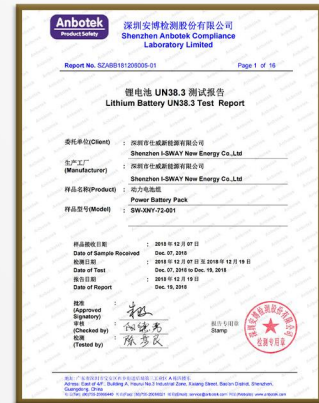 Anbotek
Product Safety
深圳安博检测股份有限公司
Shenzhen Anbotek Compliance
Laboratory Limited
Report No. SZABB181208005-01
Page 1 of 16
锂电池 UN38.3 测试报告
Lithium Battery UN38.3 Test Report
委托单位(Client) : 深圳市仕威新能源有限公司
Shenzhen I-SWAY New Energy Co.,Ltd
生产工厂
(Manufacturer) : 深圳市仕威新能源有限公司
Shenzhen I-SWAY New Energy Co.,Ltd
样品名称(Product) : 动力电池组
Power Battery Pack
样品型号(Model) : SW-XNY-72-001
样品接收日期 : 2018 年 12 月 07 日
Date of Sample Received Dec. 07, 2018
检测日期 : 2018 年 12 月 07 日 至 2018 年 12 月 19 日
Date of Test Dec. 07, 2018 to Dec. 19, 2018
报告日期 : 2018 年 12 月 19 日
Date of Report Dec. 19, 2018
批准 :
(Approved
Signatory)
审核 :
(Checked by)
检测 :
(Tested by)
报告专用章
Stamp
检测专用章